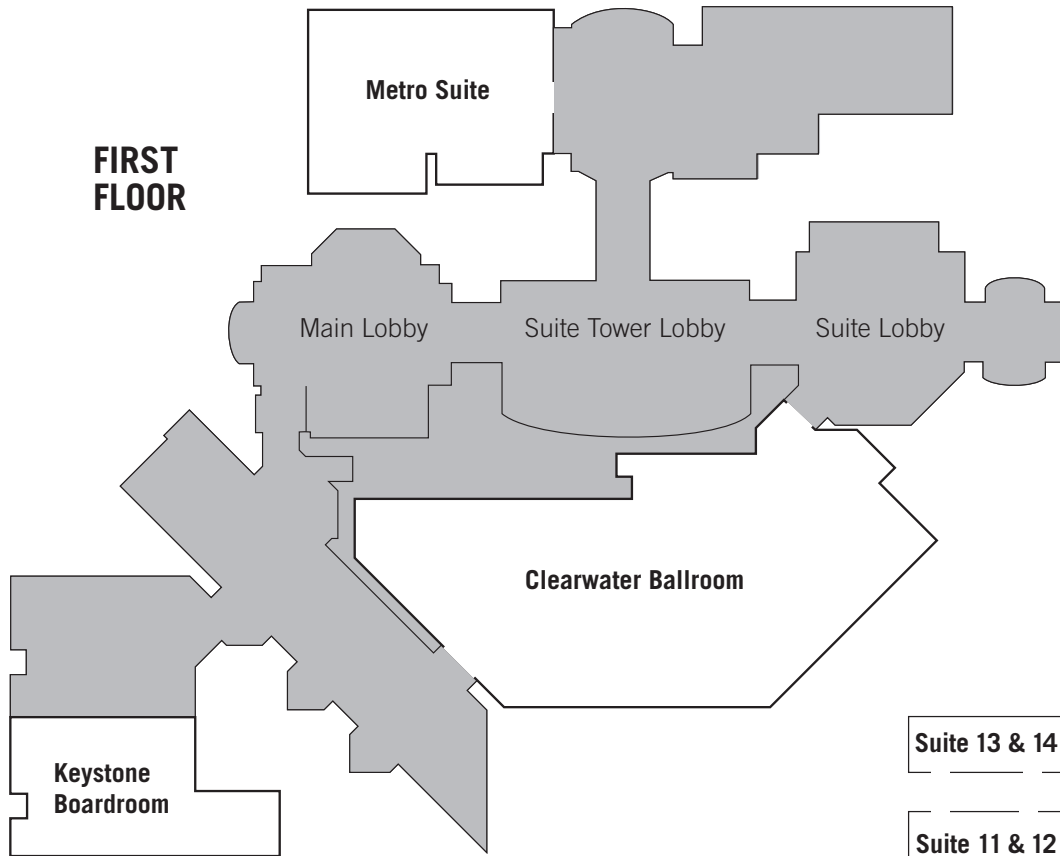 Metro Suite
FIRST
FLOOR
Main Lobby
Suite Tower Lobby
Suite Lobby
Clearwater Ballroom
Suite 13 & 14
Keystone
Boardroom
Suite 11 & 12